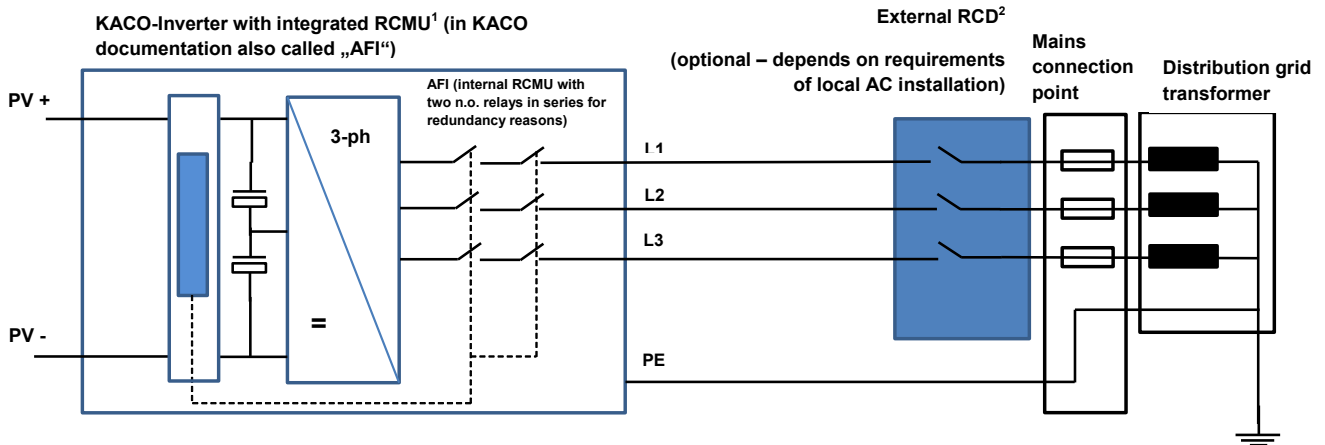 KACO-Inverter with integrated RCMU¹ (in KACO
documentation also called „AFI“)
External RCD²
(optional – depends on requirements
of local AC installation)
Mains
connection
point
Distribution grid
transformer
AFI (internal RCMU with
two n.o. relays in series for
redundancy reasons)
PV +
3-ph
L1
L2
L3
=
PV -
PE